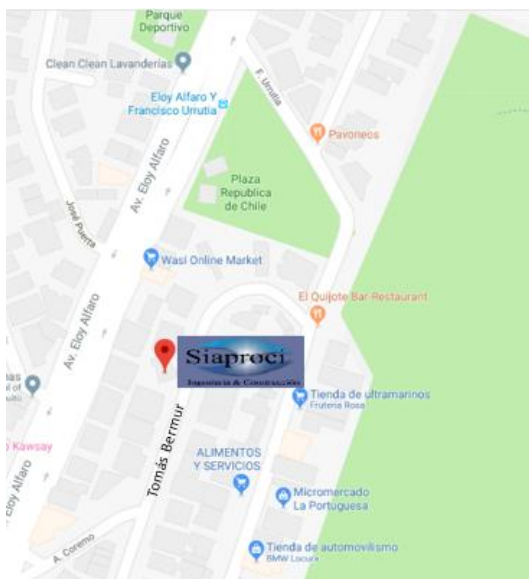 Parque
Deportivo
Clean Clean Lavanderías
F. Urrutia
Eloy Alfaro Y
Francisco Urrutia
Pavoneos
Av. Eloy Alfaro
Plaza
Republica
de Chile
José Puerta
Wasi Online Market
El Quijote Bar-Restaurant
Av. Eloy Alfaro
Siaproci
Ingeniería & Construcción
Tienda de ultramarinos
Fruteria Rosa
Kawsay
Tomás Bermur
ALIMENTOS
Y SERVICIOS
Eloy Alfaro
Micromercado
La Portuguesa
A. Coremo
Tienda de automovilismo
BMW Locura